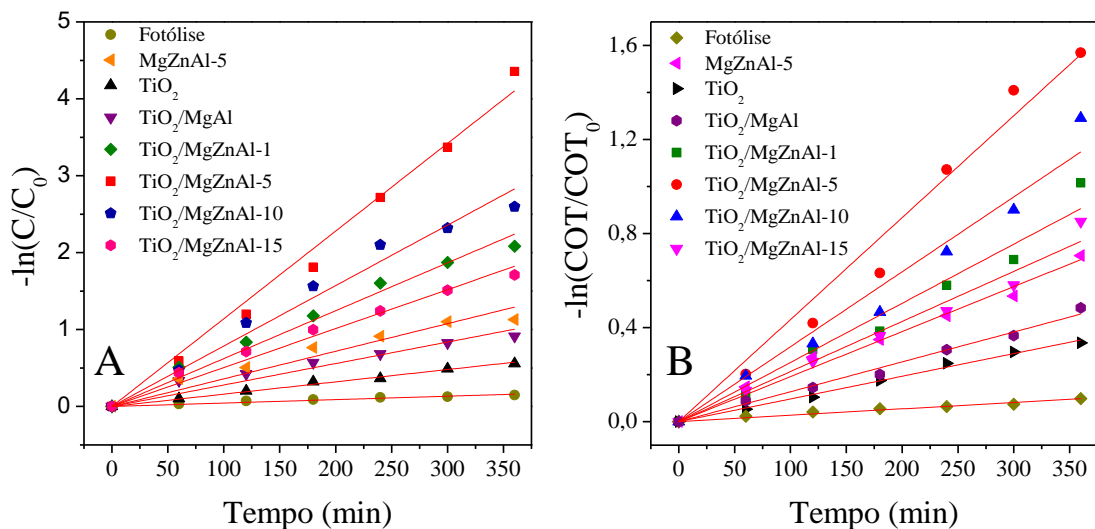 -ln(C/C₀)
5
4
3
2
1
0
Fotólise
MgZnAl-5
TiO₂
TiO₂/MgAl
TiO₂/MgZnAl-1
TiO₂/MgZnAl-5
TiO₂/MgZnAl-10
TiO₂/MgZnAl-15
A
0 50 100 150 200 250 300 350
Tempo (min)
-ln(COT/COT₀)
1,6
1,2
0,8
0,4
0,0
Fotólise
MgZnAl-5
TiO₂
TiO₂/MgAl
TiO₂/MgZnAl-1
TiO₂/MgZnAl-5
TiO₂/MgZnAl-10
TiO₂/MgZnAl-15
B
0 50 100 150 200 250 300 350
Tempo (min)